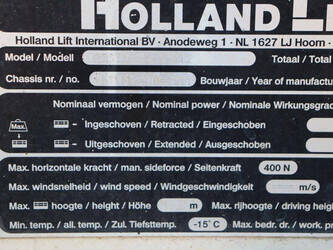 HOLLAND LI
Holland Lift International BV · Anodeweg 1 · NL 1627 LJ Hoorn ·
Model / Modell Totaal / Total
Chassis nr. / no. Bouwjaar / Year of manufactur
Nominaal vermogen / Nominal power / Nominale Wirkungsgrad
Max. Ingeschoven / Retracted / Eingeschoben
Uitgeschoven / Extended / Ausgeschoben
Max. horizontale kracht / man. sideforce / Seitenkraft 400 N
Max. windsnelheid / wind speed / Windgeschwindigkeit m/s
Max. hoogte / height / Höhe m Max. rijhoogte / driving heigh
Min. temp. / all. temp./ Zul. Tiefsttemp. -15°C Max. bedr. dr. / work. pr